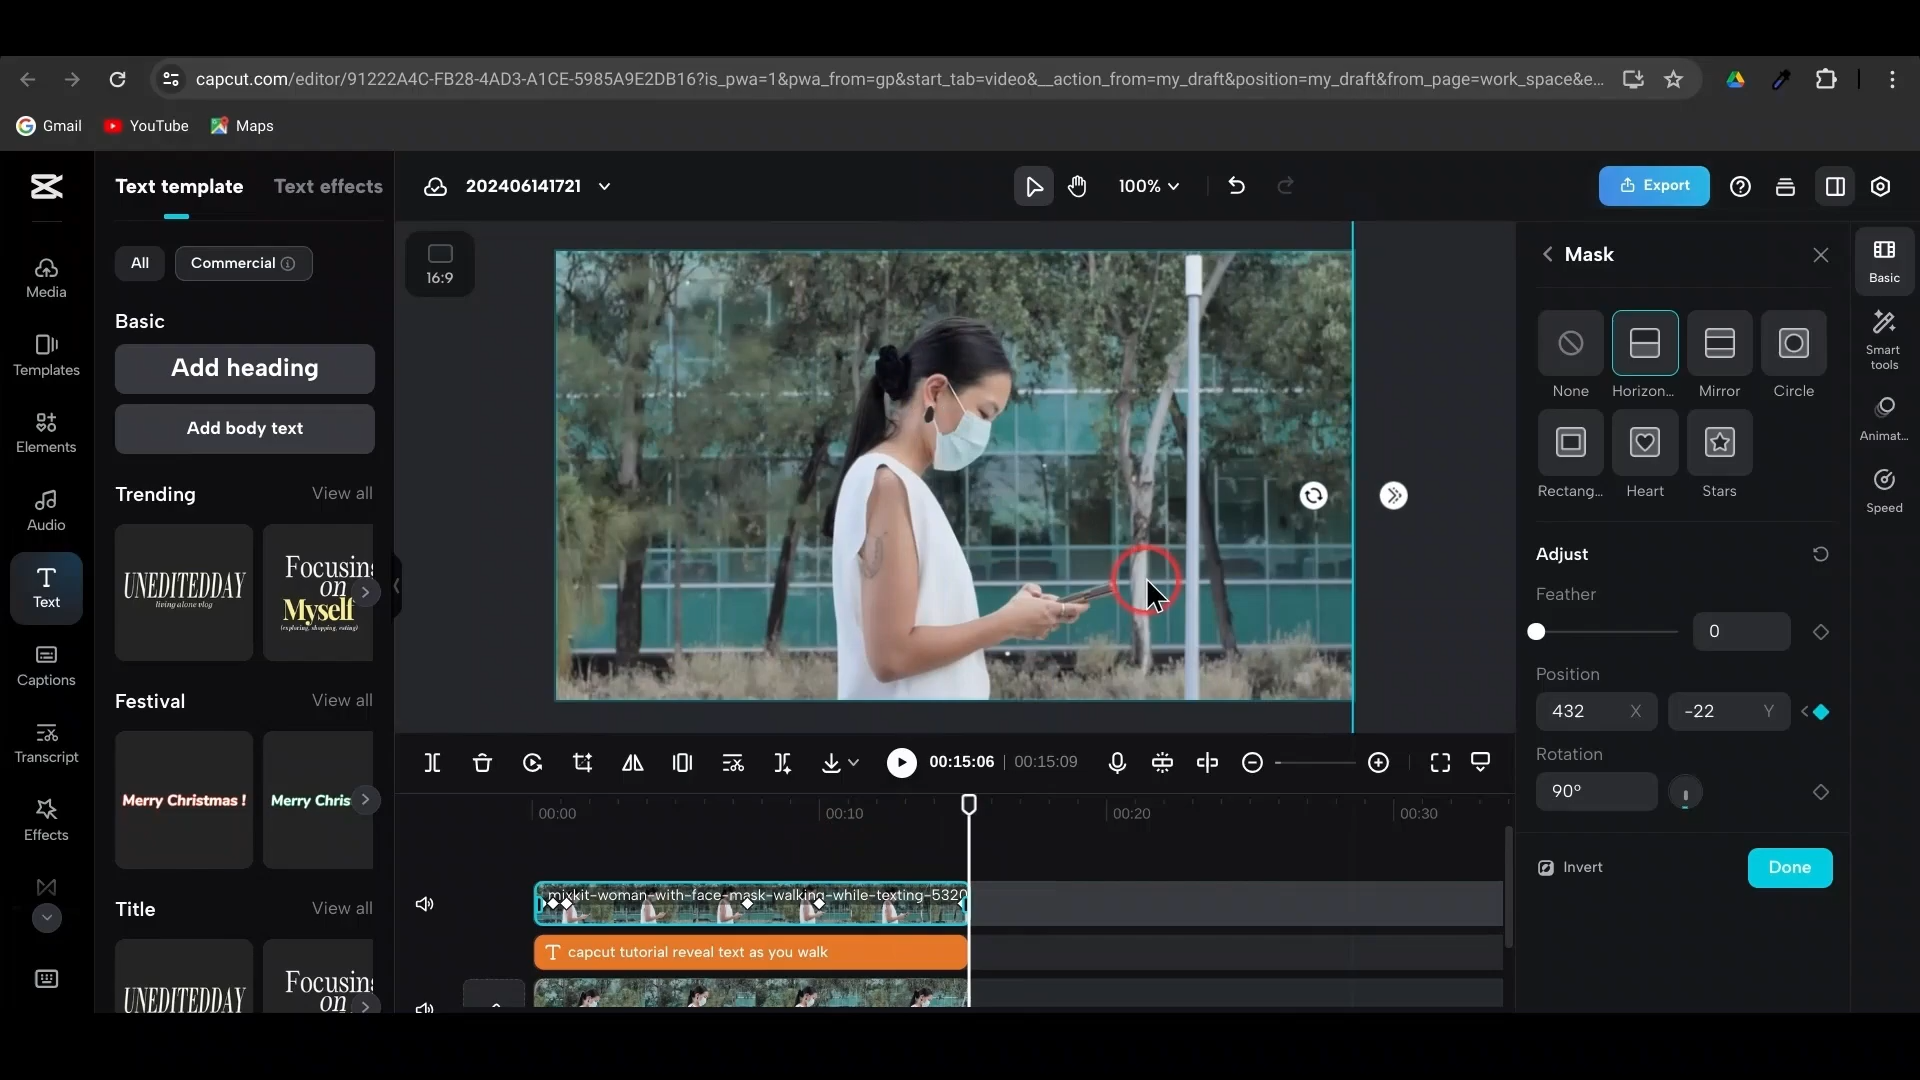 capcut.com/editor/91222A4C-FB28-4AD3-A1CE-5985A9E2DB16?is_pwa=1&pwa_from=gp&start_tab=video&__action_from=my_draft&position=my_draft&from_page=work_space&e...
Gmail YouTube Maps
Text template Text effects
202406141721
100%
Export
All Commercial
16:9
Mask
Basic
Media
Basic
Add heading
Add body text
None Horizon... Mirror Circle
Smart tools
Templates
Elements
Animat...
Trending View all
Rectang... Heart Stars
Speed
Audio
UNEDITEDDAY
living alone vlog
Focusing
on
Myself
(exploring, shopping, eating)
Adjust
Feather
0
Text
Captions
Position
432 X -22 Y
Festival View all
Transcript
Merry Christmas ! Merry Chris
Rotation
90°
00:15:06 | 00:15:09
00:00 00:10 00:20 00:30
Effects
Invert Done
mixkit-woman-with-face-mask-walking-while-texting-5320
Title View all
capcut tutorial reveal text as you walk
UNEDITEDDAY
Focusing
on